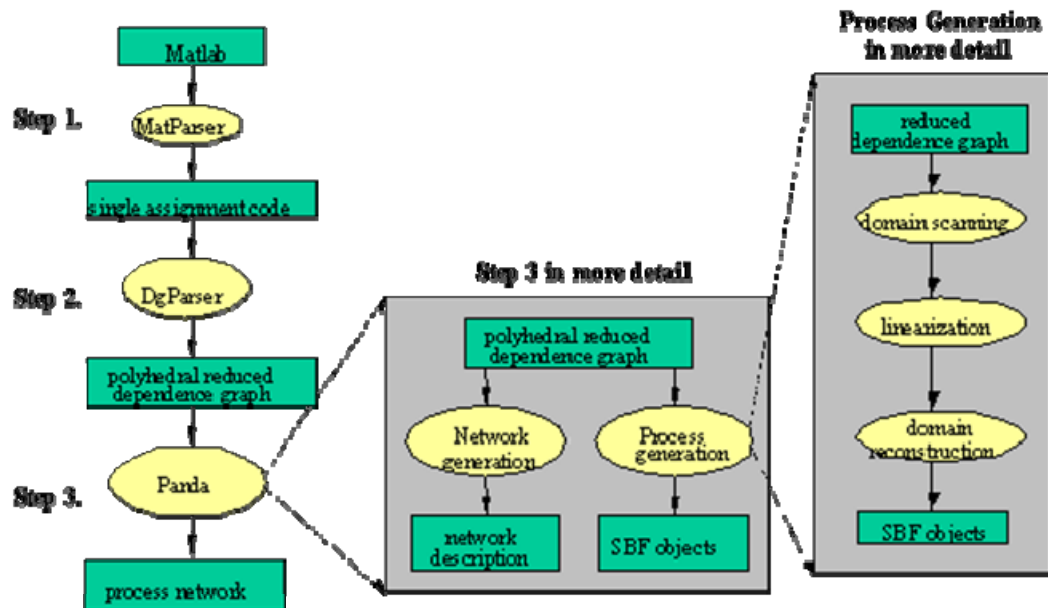 Matlab
Step 1.
MatParser
single assignment code
Step 2.
DgParser
polyhedral reduced
dependence graph
Step 3.
Panda
process network
Step 3 in more detail
polyhedral reduced
dependence graph
Network
generation
Process
generation
network
description
SBF objects
Process Generation
in more detail
reduced
dependence graph
domain scanning
linearization
domain
reconstruction
SBF objects